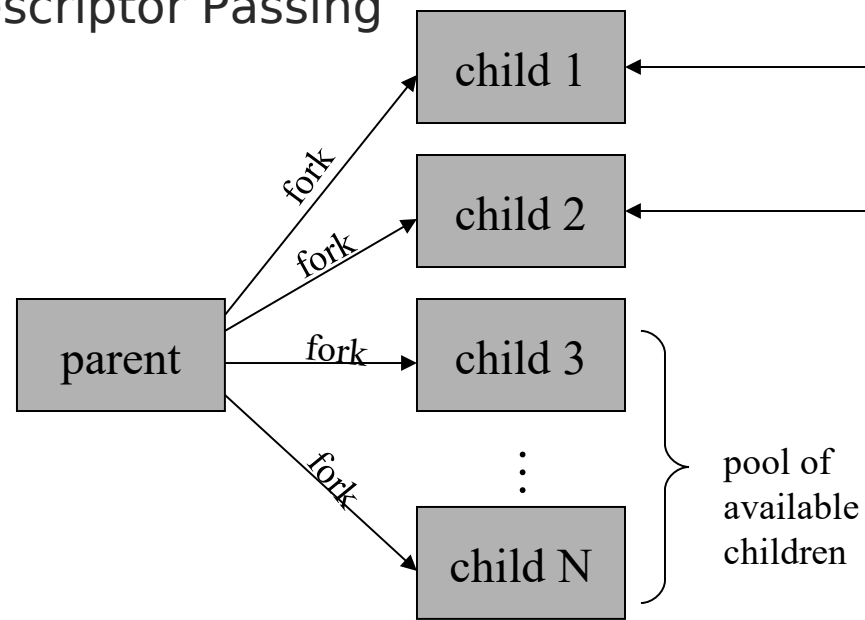 scriptor Passing
child 1
fork
child 2
fork
parent
fork
child 3
fork
⋮
child N
pool of
available
children